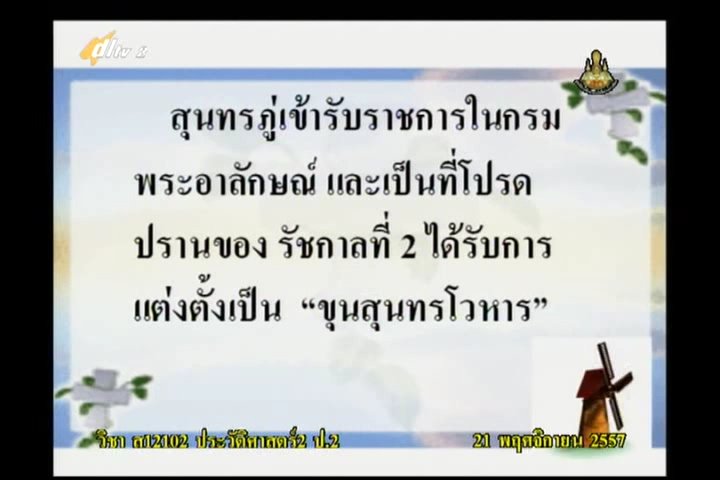 dltv 2
สุนทรภู่เข้ารับราชการในกรม
พระอาลักษณ์ และเป็นที่โปรด
ปรานของ รัชกาลที่ 2 ได้รับการ
แต่งตั้งเป็น “ขุนสุนทรโวหาร”
วิชา ส12102 ประวัติศาสตร์2 ป.2
21 พฤศจิกายน 2557